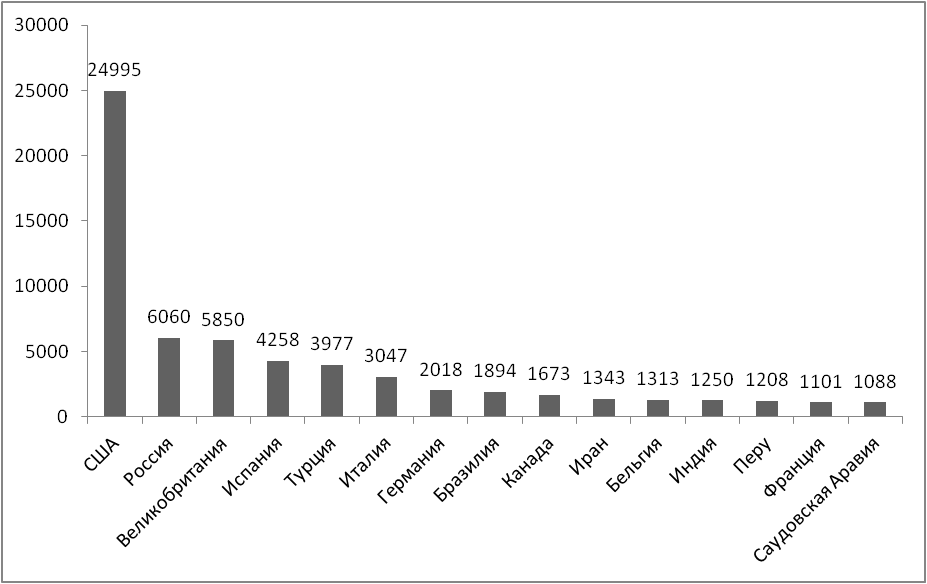 30000
25000
20000
15000
10000
5000
0
24995
6060
5850
4258
3977
3047
2018
1894
1673
1343
1313
1250
1208
1101
1088
США
Россия
Великобритания
Испания
Турция
Италия
Германия
Бразилия
Канада
Иран
Бельгия
Индия
Перу
Франция
Саудовская Аравия